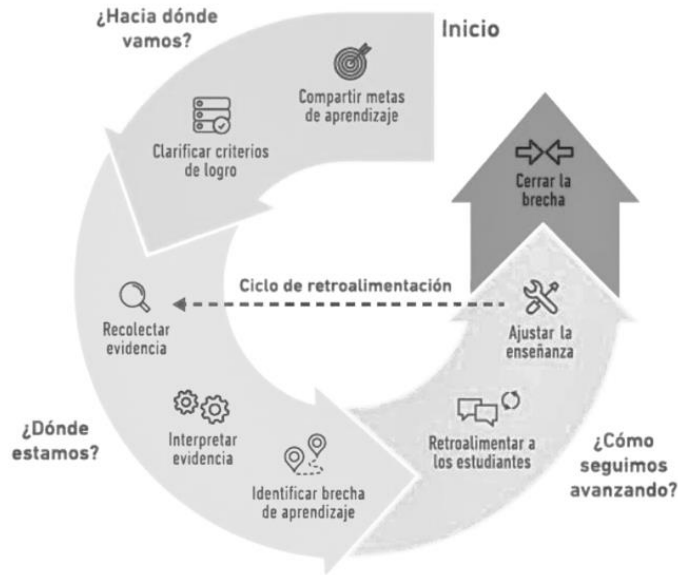 ¿Hacia dónde
vamos?
Inicio
Compartir metas
de aprendizaje
Clarificar criterios
de logro
Cerrar la
brecha
Ciclo de retroalimentación
Recolectar
evidencia
Ajustar la
enseñanza
¿Dónde
estamos?
Interpretar
evidencia
Retroalimentar a
los estudiantes
¿Cómo
seguimos
avanzando?
Identificar brecha
de aprendizaje